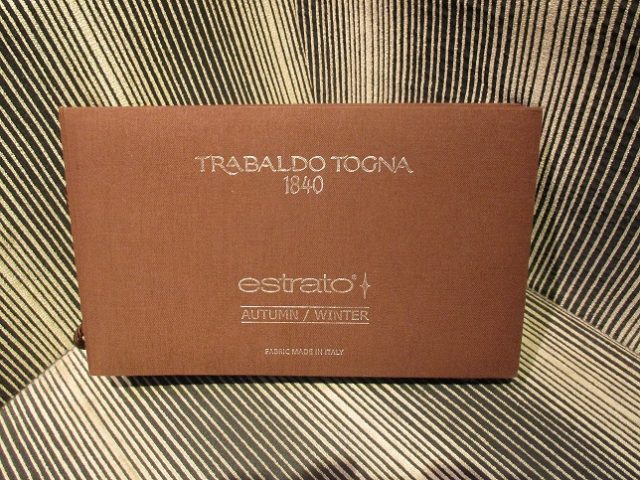 TRABALDO TOGNA
1840
estrato®
AUTUMN / WINTER
FABRIC MADE IN ITALY